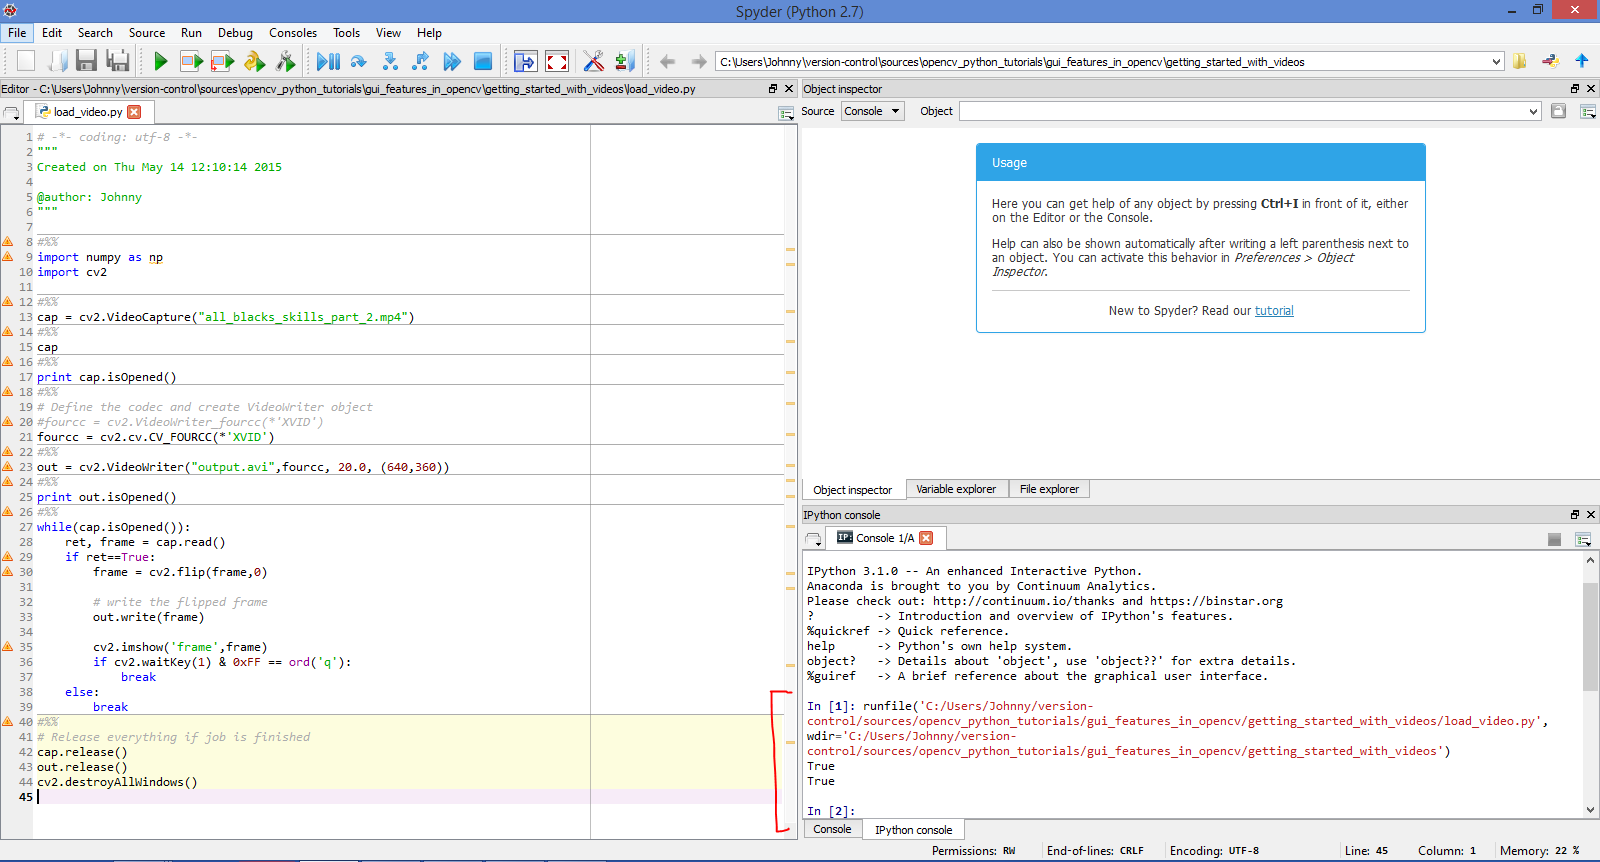 Spyder (Python 2.7)
File Edit Search Source Run Debug Consoles Tools View Help
C:\Users\Johnny\version-control\sources\opencv_python_tutorials\gui_features_in_opencv\getting_started_with_videos
Editor - C:\Users\Johnny\version-control\sources\opencv_python_tutorials\gui_features_in_opencv\getting_started_with_videos\load_video.py
load_video.py
1 # -*- coding: utf-8 -*-
2 """
3 Created on Thu May 14 12:10:14 2015
4
5 @author: Johnny
6 """
7
8 #%%
9 import numpy as np
10 import cv2
11
12 #%%
13 cap = cv2.VideoCapture("all_blacks_skills_part_2.mp4")
14 #%%
15 cap
16 #%%
17 print cap.isOpened()
18 #%%
19 # Define the codec and create VideoWriter object
20 #fourcc = cv2.VideoWriter_fourcc(*'XVID')
21 fourcc = cv2.cv.CV_FOURCC(*'XVID')
22 #%%
23 out = cv2.VideoWriter("output.avi",fourcc, 20.0, (640,360))
24 #%%
25 print out.isOpened()
26 #%%
27 while(cap.isOpened()):
28     ret, frame = cap.read()
29     if ret==True:
30         frame = cv2.flip(frame,0)
31
32         # write the flipped frame
33         out.write(frame)
34
35         cv2.imshow('frame',frame)
36         if cv2.waitKey(1) & 0xFF == ord('q'):
37             break
38     else:
39         break
40 #%%
41 # Release everything if job is finished
42 cap.release()
43 out.release()
44 cv2.destroyAllWindows()
45
Object inspector
Source Console Object
Usage
Here you can get help of any object by pressing Ctrl+I in front of it, either
on the Editor or the Console.
Help can also be shown automatically after writing a left parenthesis next to
an object. You can activate this behavior in Preferences > Object
Inspector.
New to Spyder? Read our tutorial
Object inspector Variable explorer File explorer
IPython console
IP: Console 1/A
IPython 3.1.0 -- An enhanced Interactive Python.
Anaconda is brought to you by Continuum Analytics.
Please check out: http://continuum.io/thanks and https://binstar.org
?         -> Introduction and overview of IPython's features.
%quickref -> Quick reference.
help      -> Python's own help system.
object?   -> Details about 'object', use 'object??' for extra details.
%guiref   -> A brief reference about the graphical user interface.
In [1]: runfile('C:/Users/Johnny/version-
control/sources/opencv_python_tutorials/gui_features_in_opencv/getting_started_with_videos/load_video.py',
wdir='C:/Users/Johnny/version-
control/sources/opencv_python_tutorials/gui_features_in_opencv/getting_started_with_videos')
True
True
In [2]:
Console IPython console
Permissions: RW End-of-lines: CRLF Encoding: UTF-8 Line: 45 Column: 1 Memory: 22 %